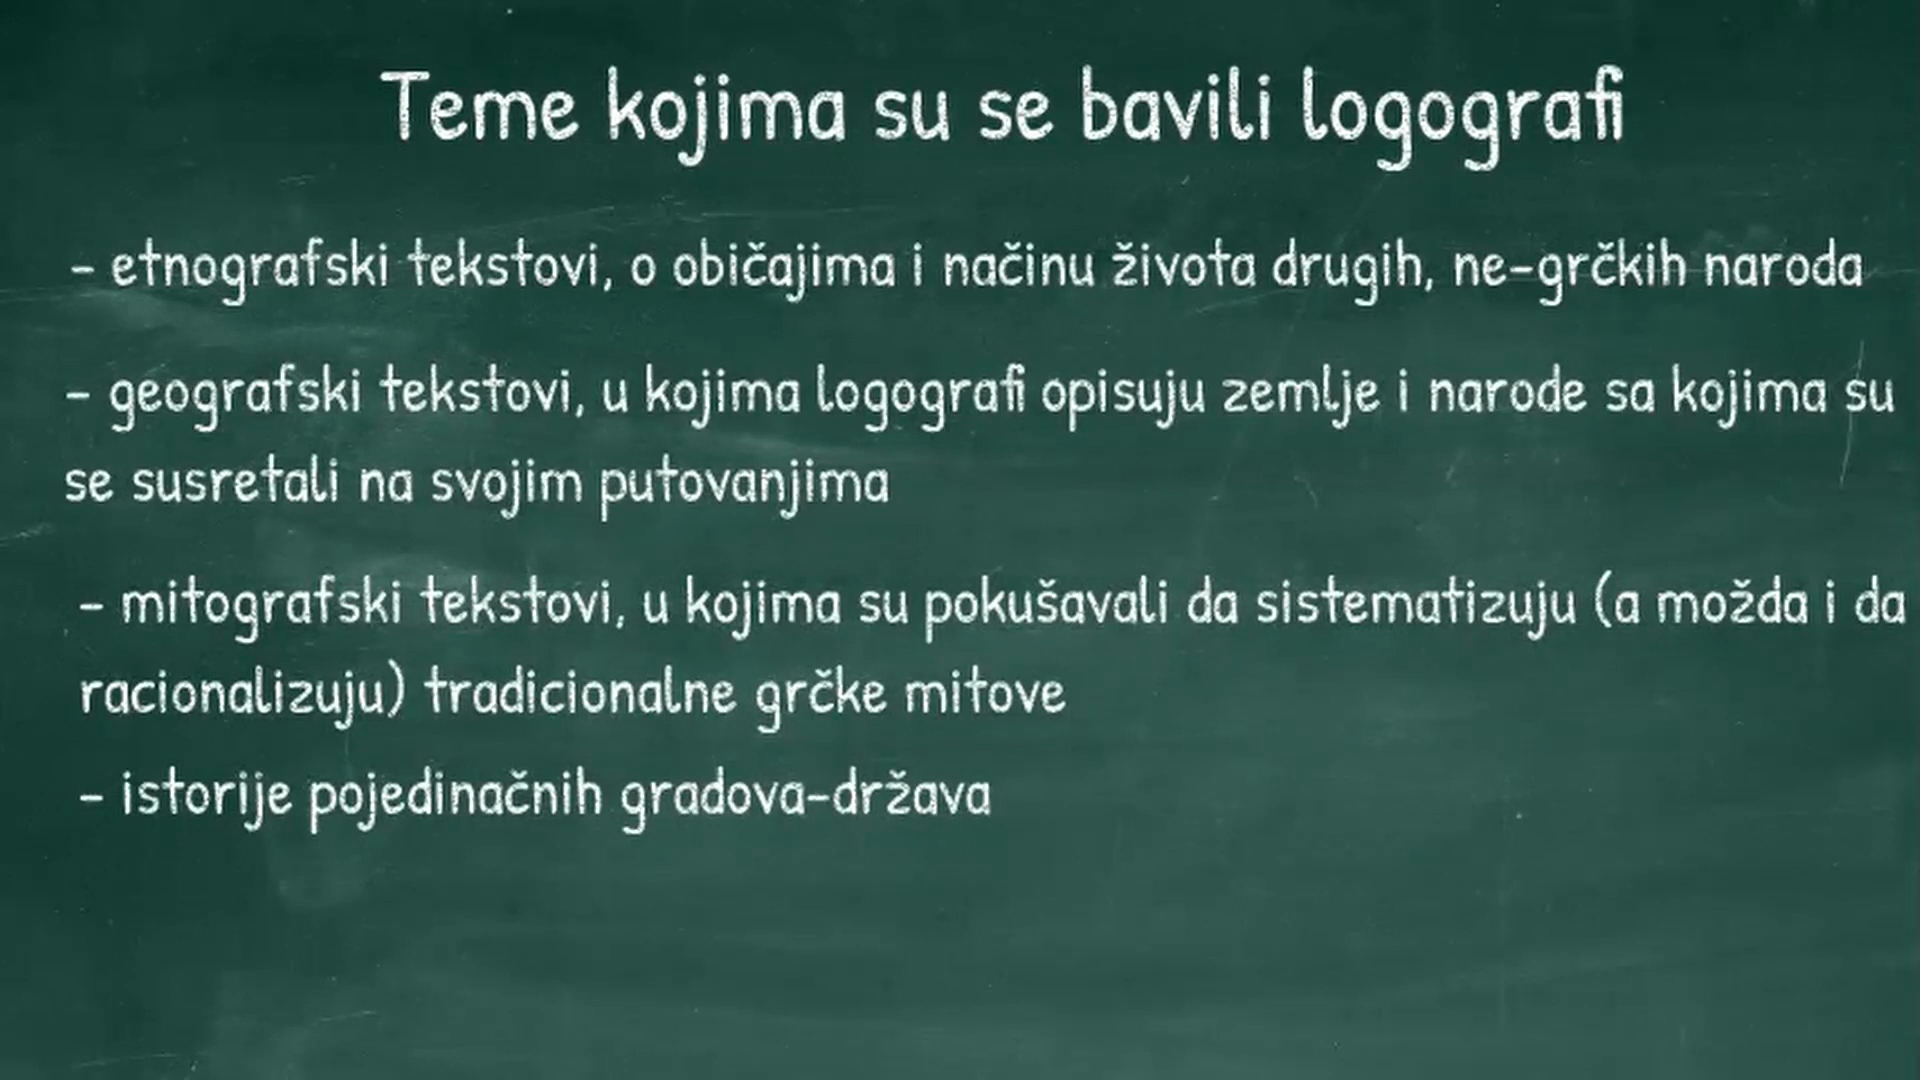 Teme kojima su se bavili logografi
- etnografski tekstovi, o običajima i načinu života drugih, ne-grčkih naroda
- geografski tekstovi, u kojima logografi opisuju zemlje i narode sa kojima su
se susretali na svojim putovanjima
- mitografski tekstovi, u kojima su pokušavali da sistematizuju (a možda i da
racionalizuju) tradicionalne grčke mitove
- istorije pojedinačnih gradova-država